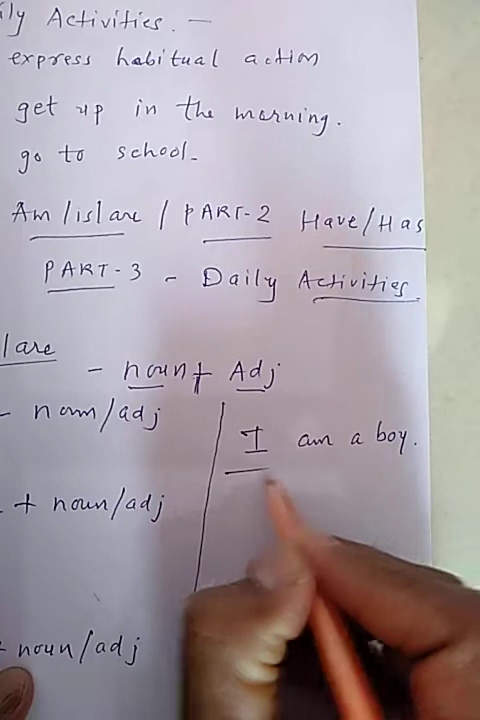 ily Activities. —
express habitual action
get up in the morning.
go to school.
Am/is/are / PART-2 Have/Has
PART-3 - Daily Activities.
/are
- noun + Adj
- noun/adj
I am a boy.
+ noun/adj
+ noun/adj